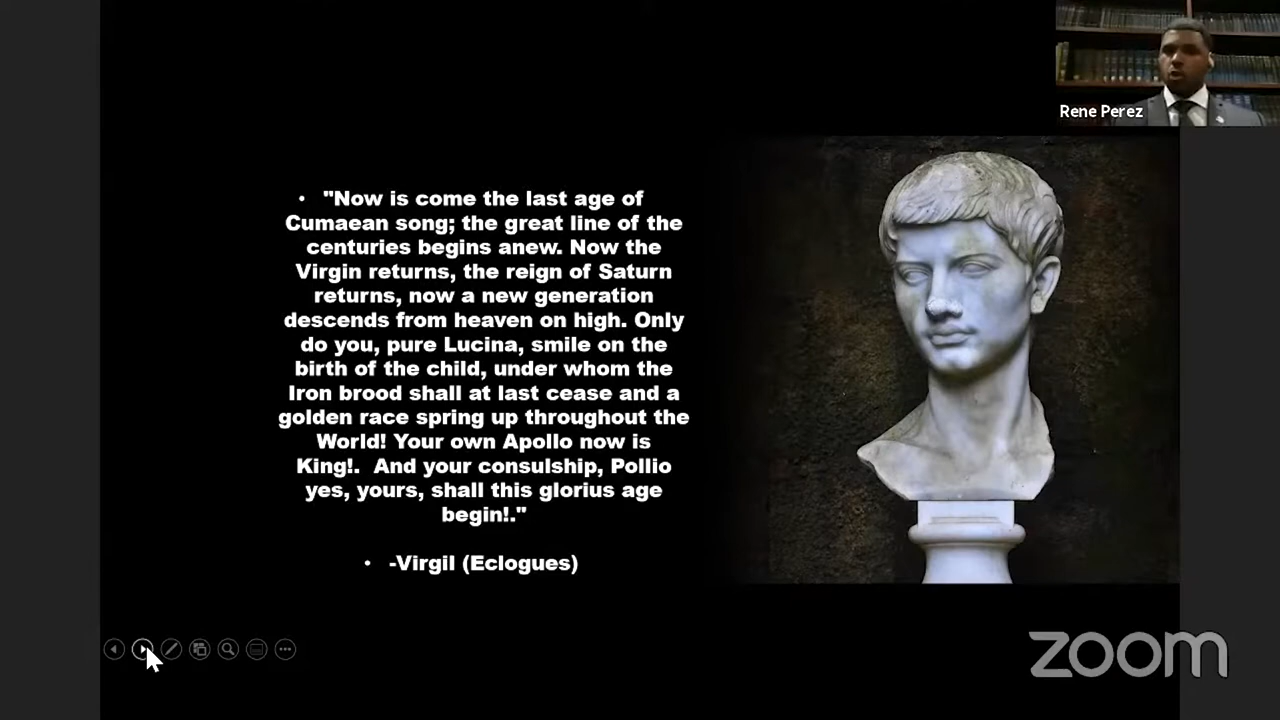 Rene Perez
• "Now is come the last age of
Cumaean song; the great line of the
centuries begins anew. Now the
Virgin returns, the reign of Saturn
returns, now a new generation
descends from heaven on high. Only
do you, pure Lucina, smile on the
birth of the child, under whom the
Iron brood shall at last cease and a
golden race spring up throughout the
World! Your own Apollo now is
King!.  And your consulship, Pollio
yes, yours, shall this glorius age
begin!."
• -Virgil (Eclogues)
zoom